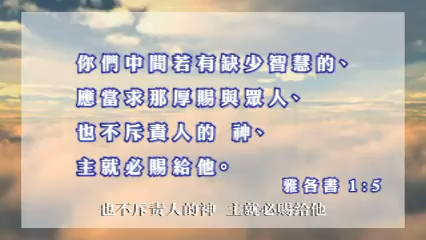 你們中間若有缺少智慧的、
應當求那厚賜與眾人、
也不斥責人的 神、
主就必賜給他。
雅各書 1:5
也不斥责人的神 主就必賜給他